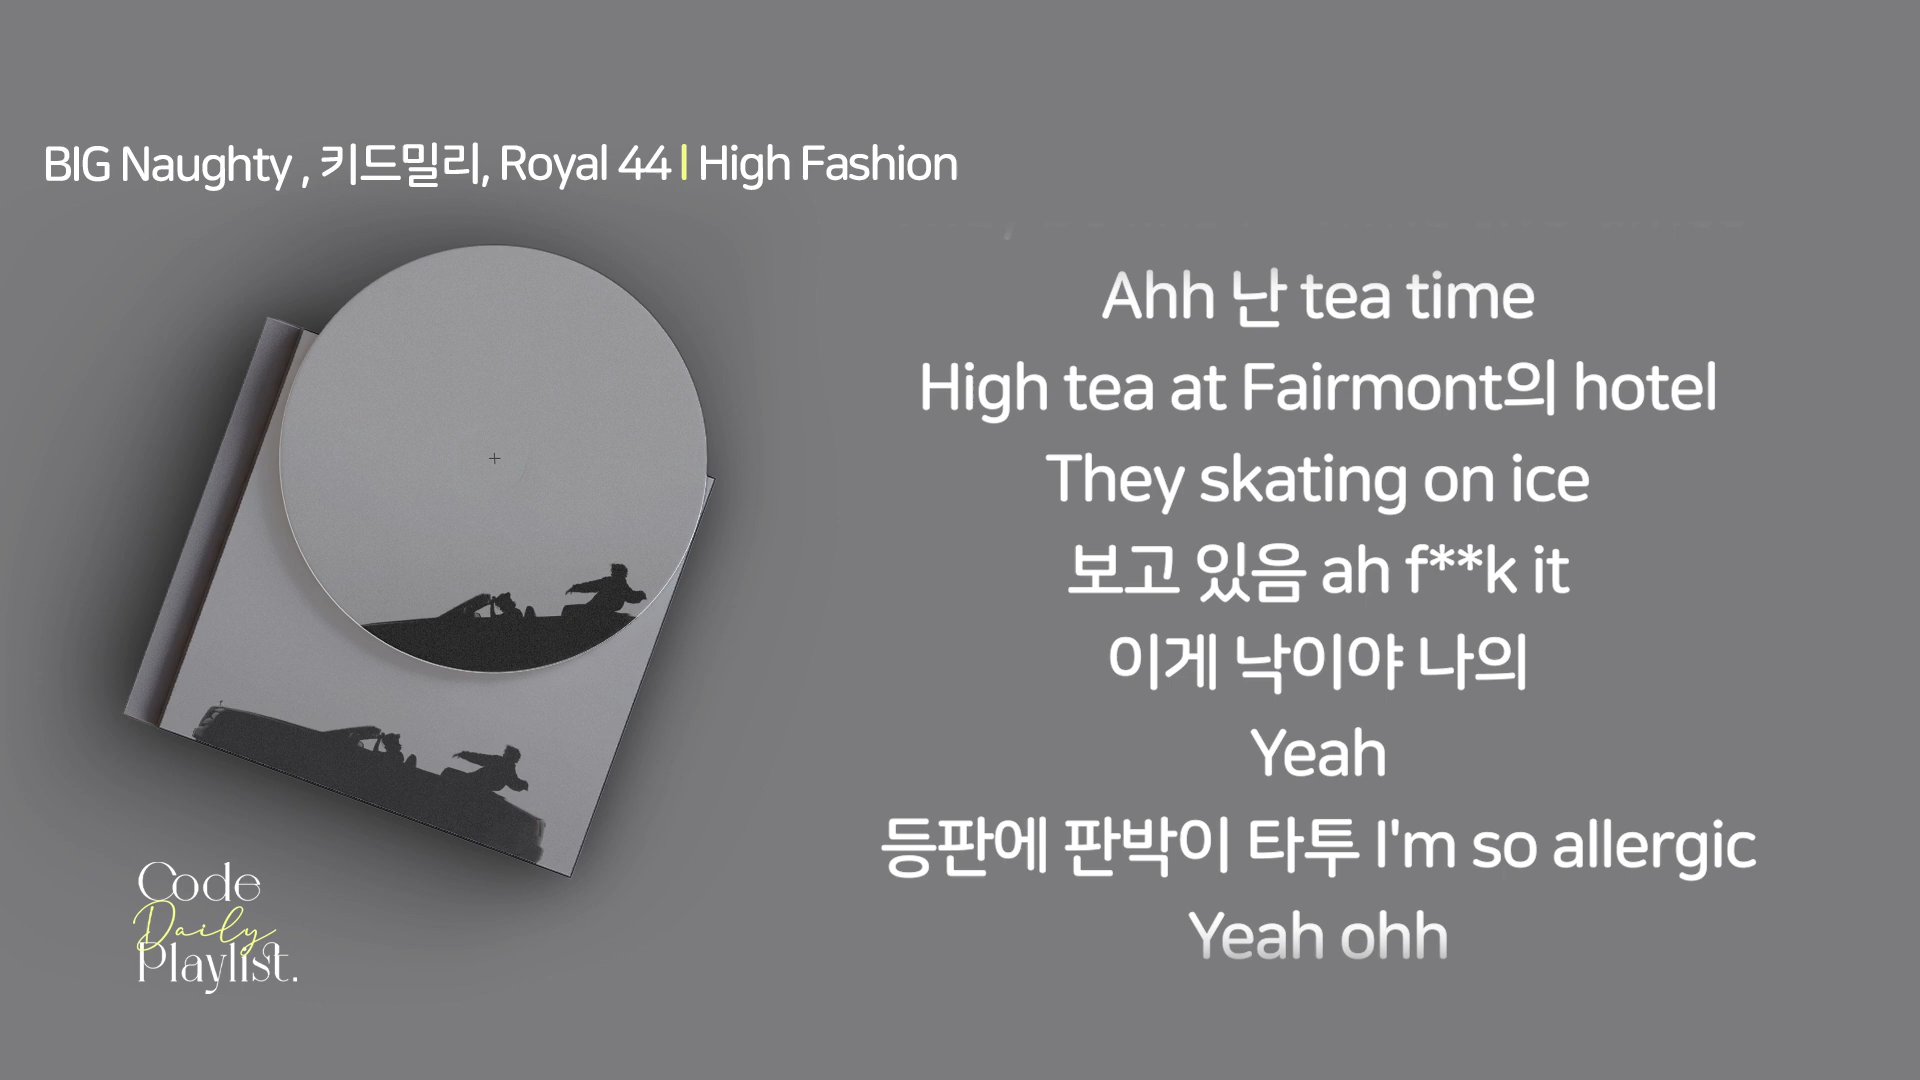 BIG Naughty , 키드밀리, Royal 44 | High Fashion
Ahh 난 tea time
High tea at Fairmont의 hotel
They skating on ice
보고 있음 ah f**k it
이게 낙이야 나의
Yeah
등판에 판박이 타투 I'm so allergic
Yeah ohh
Code
Daily
Playlist.